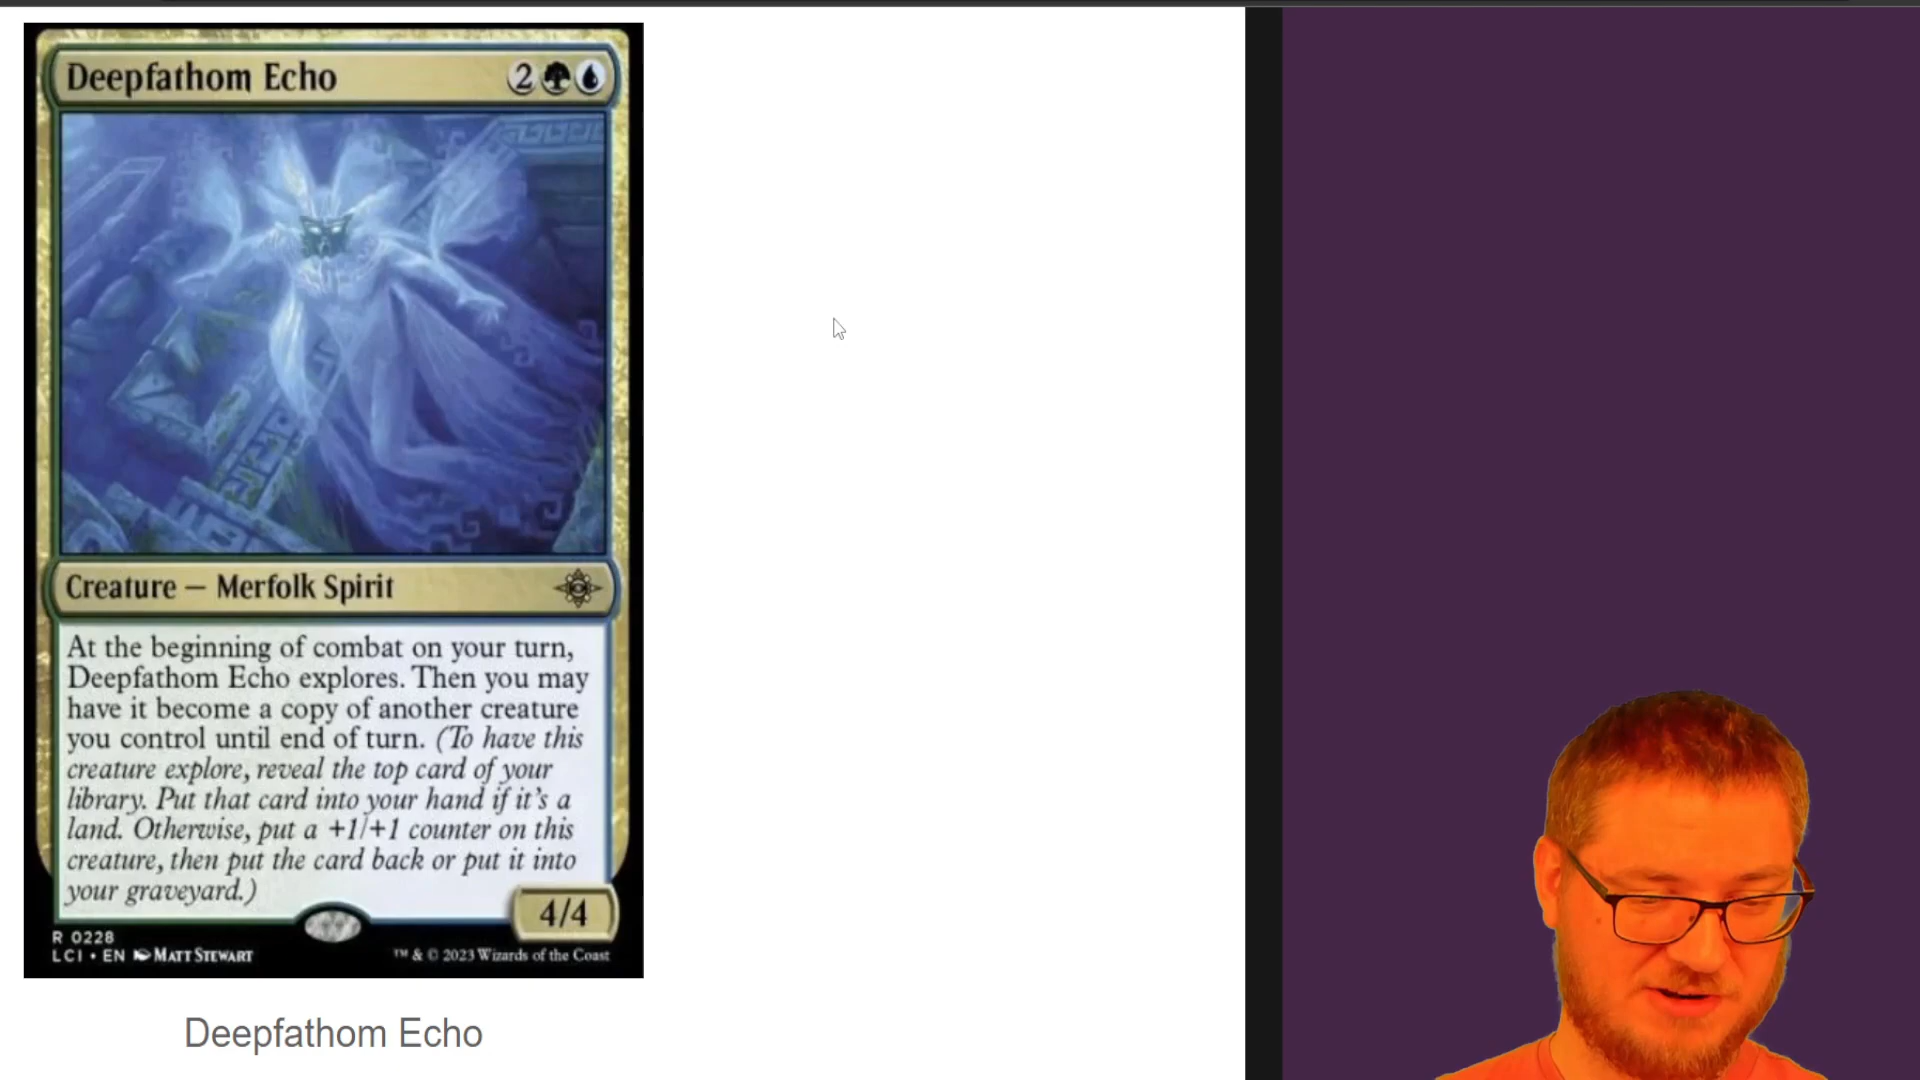 Deepfathom Echo
2
Creature — Merfolk Spirit
At the beginning of combat on your turn,
Deepfathom Echo explores. Then you may
have it become a copy of another creature
you control until end of turn. (To have this
creature explore, reveal the top card of your
library. Put that card into your hand if it's a
land. Otherwise, put a +1/+1 counter on this
creature, then put the card back or put it into
your graveyard.)
4/4
R 0228
LCI • EN MATT STEWART
™ & © 2023 Wizards of the Coast
Deepfathom Echo